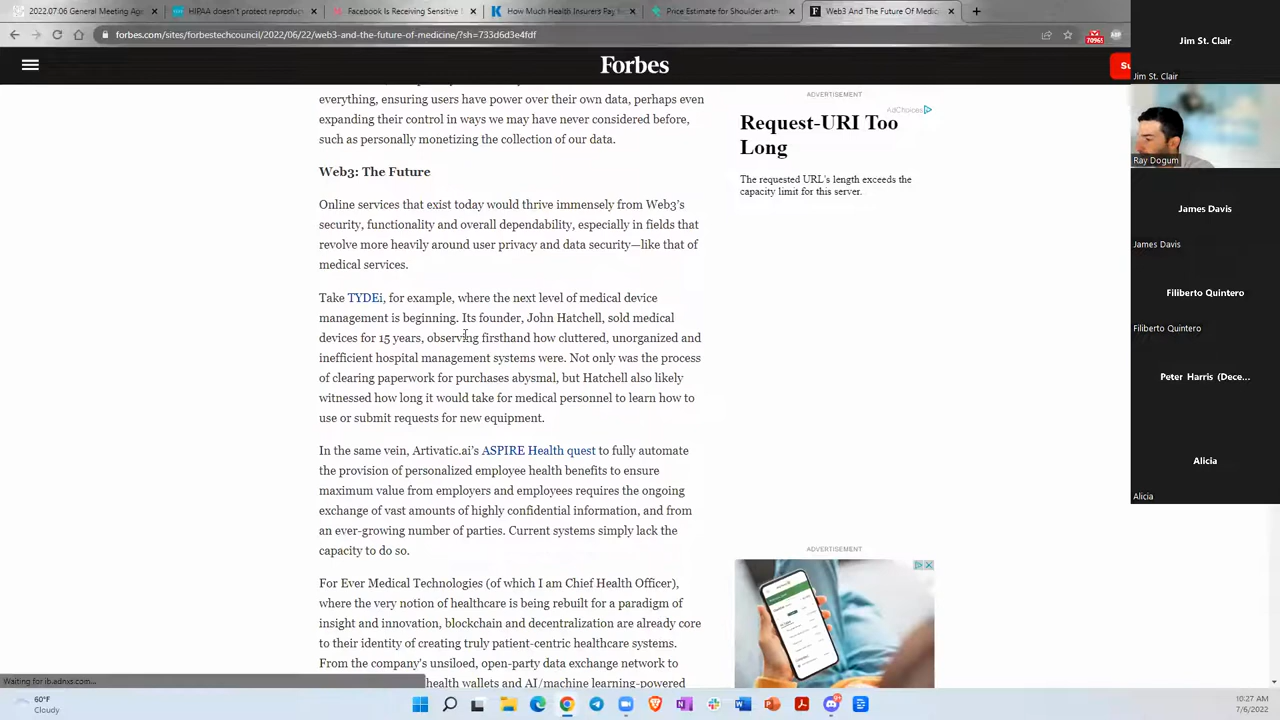 2022.07.06 General Meeting Age
HIPAA doesn't protect reproduc
Facebook Is Receiving Sensitive
How Much Health Insurers Pay
Price Estimate for Shoulder arth
Web3 And The Future Of Medici
forbes.com/sites/forbestechcouncil/2022/06/22/web3-and-the-future-of-medicine/?sh=733d6d3e4fdf
Forbes
Su
everything, ensuring users have power over their own data, perhaps even
expanding their control in ways we may have never considered before,
such as personally monetizing the collection of our data.
Web3: The Future
Online services that exist today would thrive immensely from Web3's
security, functionality and overall dependability, especially in fields that
revolve more heavily around user privacy and data security—like that of
medical services.
Take TYDEi, for example, where the next level of medical device
management is beginning. Its founder, John Hatchell, sold medical
devices for 15 years, observing firsthand how cluttered, unorganized and
inefficient hospital management systems were. Not only was the process
of clearing paperwork for purchases abysmal, but Hatchell also likely
witnessed how long it would take for medical personnel to learn how to
use or submit requests for new equipment.
In the same vein, Artivatic.ai's ASPIRE Health quest to fully automate
the provision of personalized employee health benefits to ensure
maximum value from employers and employees requires the ongoing
exchange of vast amounts of highly confidential information, and from
an ever-growing number of parties. Current systems simply lack the
capacity to do so.
For Ever Medical Technologies (of which I am Chief Health Officer),
where the very notion of healthcare is being rebuilt for a paradigm of
insight and innovation, blockchain and decentralization are already core
to their identity of creating truly patient-centric healthcare systems.
From the company's unsiloed, open-party data exchange network to
health wallets and AI/machine learning-powered
ADVERTISEMENT
AdChoices
Request-URI Too
Long
The requested URL's length exceeds the
capacity limit for this server.
ADVERTISEMENT
Jim St. Clair
Jim St. Clair
Ray Dogum
James Davis
James Davis
Filiberto Quintero
Filiberto Quintero
Peter Harris (Dece...
Alicia
Alicia
Waiting for ib.adnxs.com...
60°F
Cloudy
10:27 AM
7/6/2022